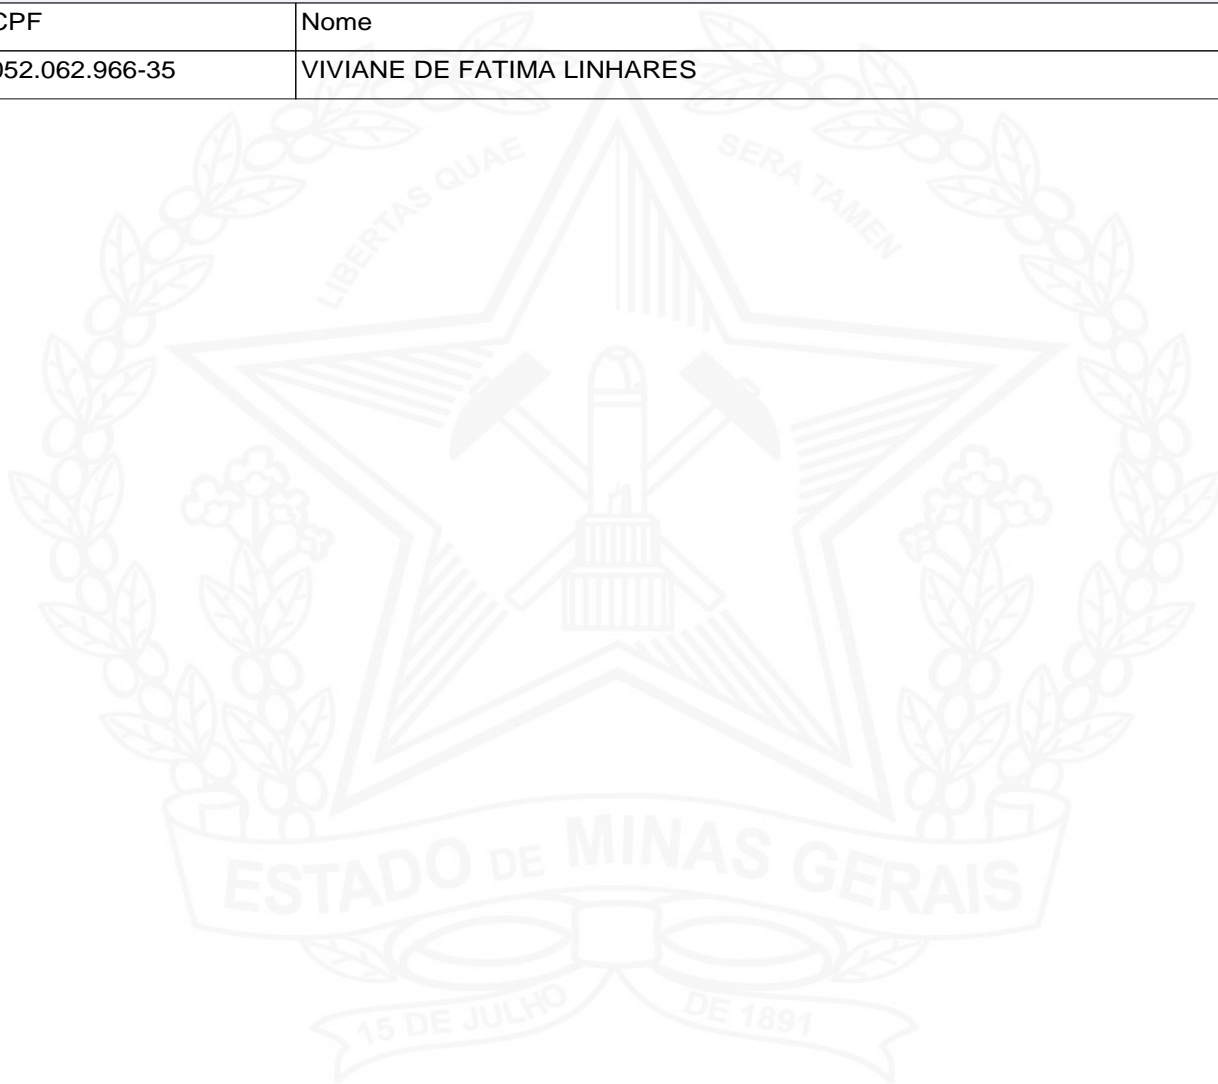 CPF Nome
052.062.966-35 VIVIANE DE FATIMA LINHARES
LIBERTAS QUAE SERA TAMEN
ESTADO DE MINAS GERAIS
15 DE JULHO DE 1891